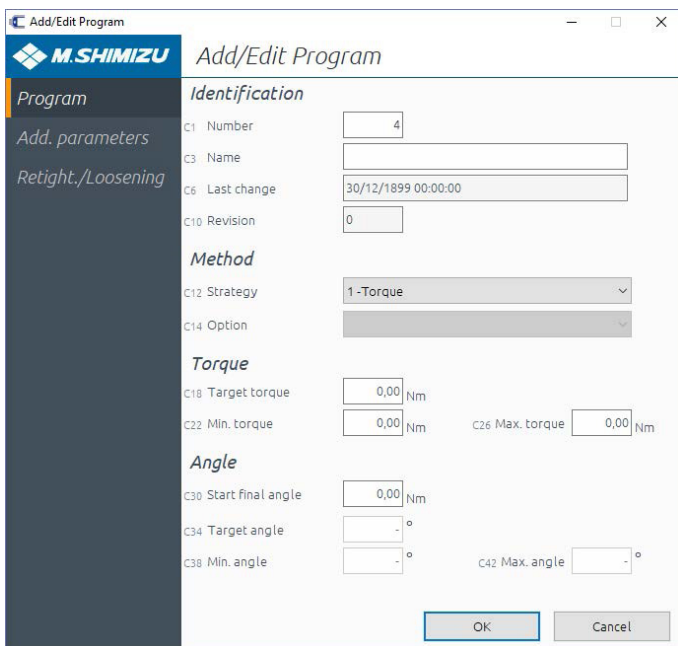 Add/Edit Program
M.SHIMIZU
Add/Edit Program
Program
Add. parameters
Retight./Loosening
Identification
C1 Number 4
C3 Name
C6 Last change 30/12/1899 00:00:00
C10 Revision 0
Method
C12 Strategy 1 -Torque
C14 Option
Torque
C18 Target torque 0,00 Nm
C22 Min. torque 0,00 Nm C26 Max. torque 0,00 Nm
Angle
C30 Start final angle 0,00 Nm
C34 Target angle - °
C38 Min. angle - ° C42 Max. angle - °
OK Cancel